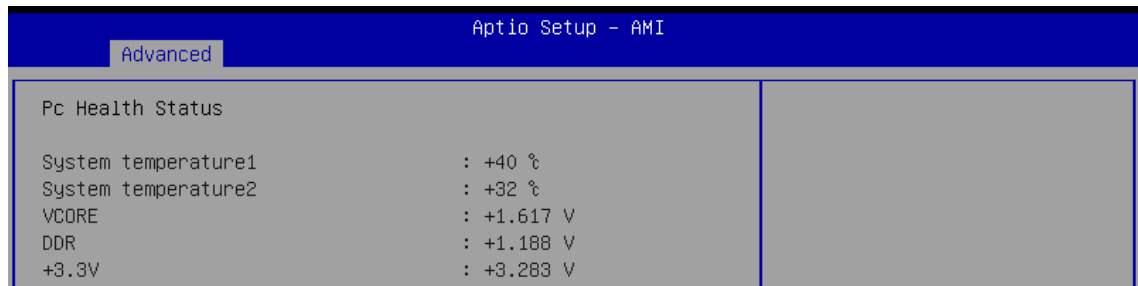 Aptio Setup – AMI
Advanced
Pc Health Status
System temperature1 : +40 ℃
System temperature2 : +32 ℃
VCORE : +1.617 V
DDR : +1.188 V
+3.3V : +3.283 V